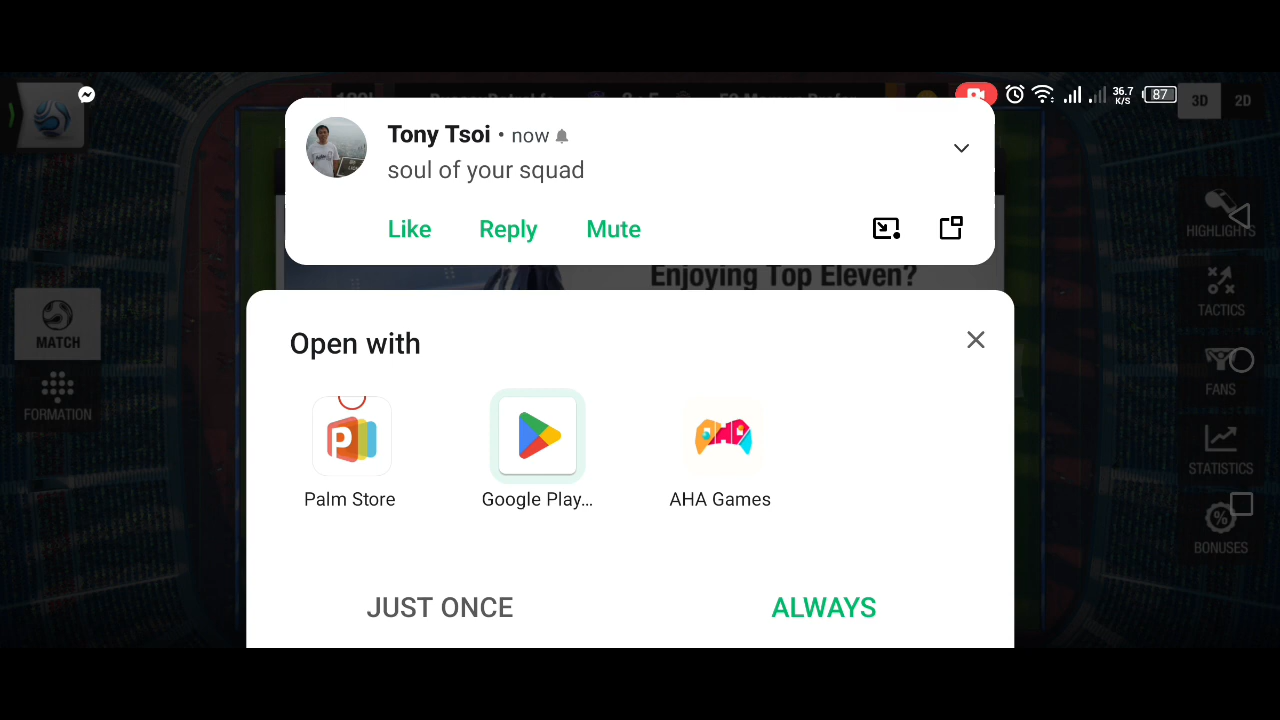 36.7
K/S
87
3D
2D
Tony Tsoi • now
soul of your squad
Like Reply Mute
HIGHLIGHTS
Enjoying Top Eleven?
MATCH
FORMATION
TACTICS
FANS
STATISTICS
BONUSES
Open with
Palm Store
Google Play...
AHA Games
JUST ONCE
ALWAYS